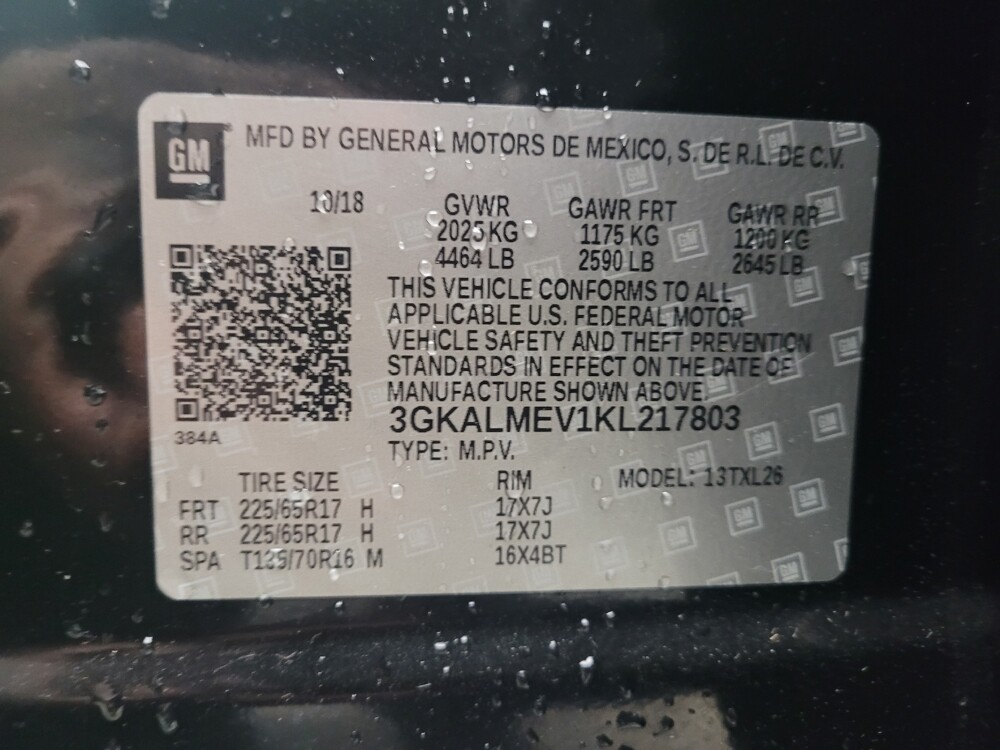 GM
MFD BY GENERAL MOTORS DE MEXICO, S. DE R.L. DE C.V.
10/18 GVWR GAWR FRT GAWR RR
2025 KG 1175 KG 1200 KG
4464 LB 2590 LB 2645 LB
THIS VEHICLE CONFORMS TO ALL
APPLICABLE U.S. FEDERAL MOTOR
VEHICLE SAFETY AND THEFT PREVENTION
STANDARDS IN EFFECT ON THE DATE OF
MANUFACTURE SHOWN ABOVE.
3GKALMEV1KL217803
384A
TYPE: M.P.V.
TIRE SIZE RIM MODEL: 13TXL26
FRT 225/65R17 H 17X7J
RR 225/65R17 H 17X7J
SPA T135/70R16 M 16X4BT